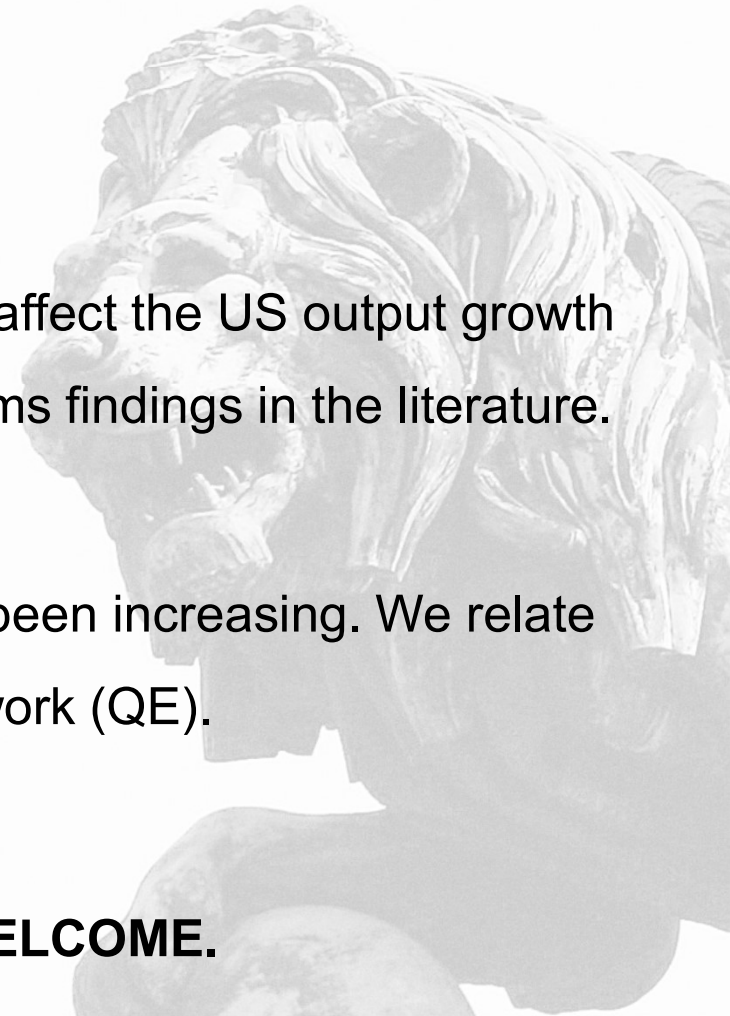 affect the US output growth
ms findings in the literature.
been increasing. We relate
work (QE).
ELCOME.